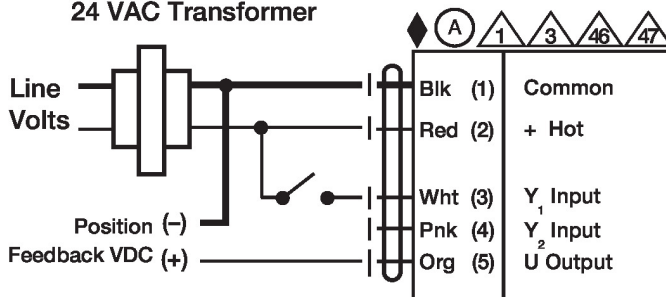 24 VAC Transformer
A 1 3 46 47
Line
Volts
Blk (1) Common
Red (2) + Hot
Wht (3) Y1 Input
Position (−)
Pnk (4) Y2 Input
Feedback VDC (+)
Org (5) U Output